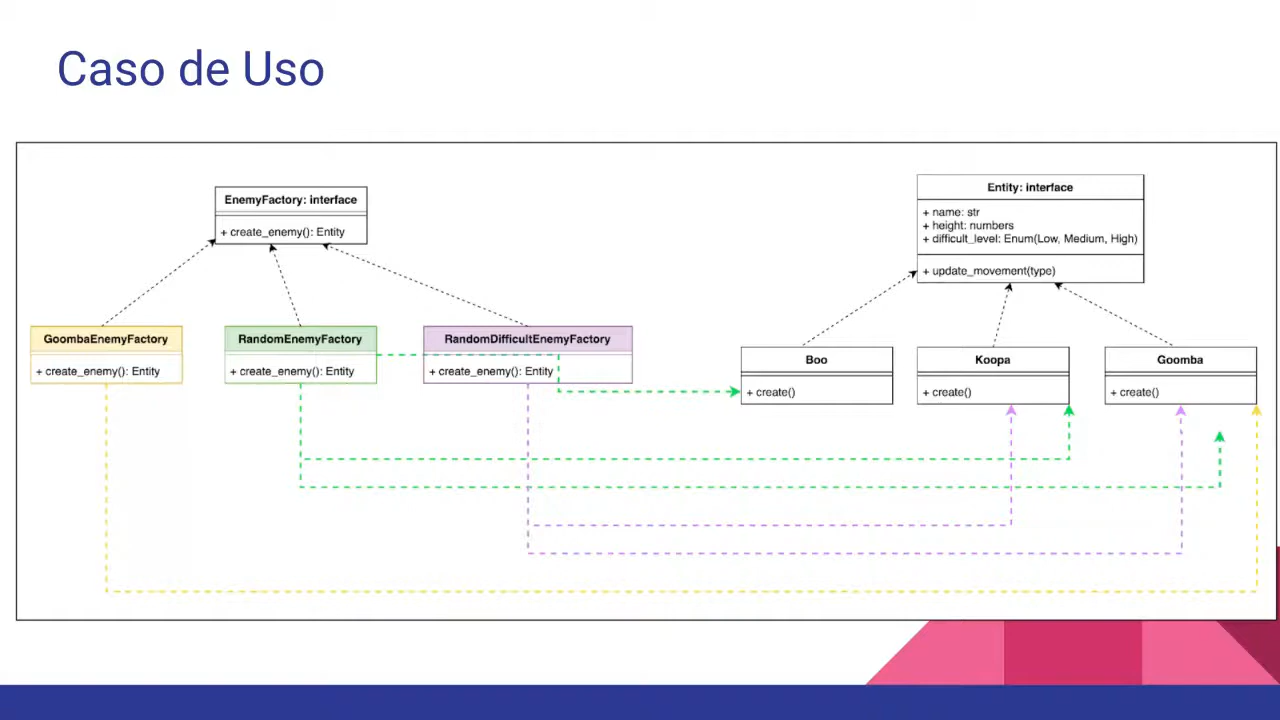 Caso de Uso
EnemyFactory: interface
+ create_enemy(): Entity
Entity: interface
+ name: str
+ height: numbers
+ difficult_level: Enum(Low, Medium, High)
+ update_movement(type)
GoombaEnemyFactory
+ create_enemy(): Entity
RandomEnemyFactory
+ create_enemy(): Entity
RandomDifficultEnemyFactory
+ create_enemy(): Entity
Boo
+ create()
Koopa
+ create()
Goomba
+ create()